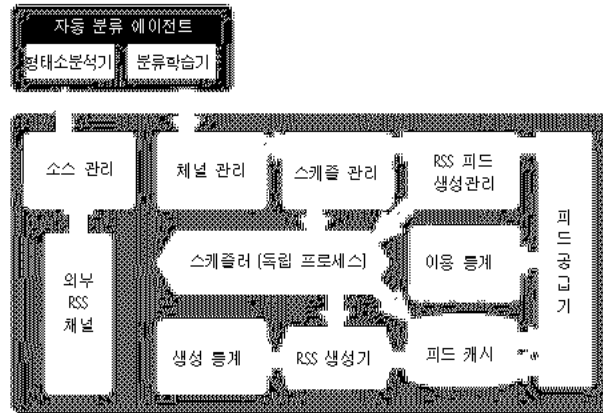 자동 분류 에이전트
형태소분석기
분류학습기
소스 관리
채널 관리
스케쥴 관리
RSS 피드
생성관리
피
드
공
급
기
스케쥴러 (독립 프로세스)
이용 통계
외부
RSS
채널
생성 통계
RSS 생성기
피드 캐시